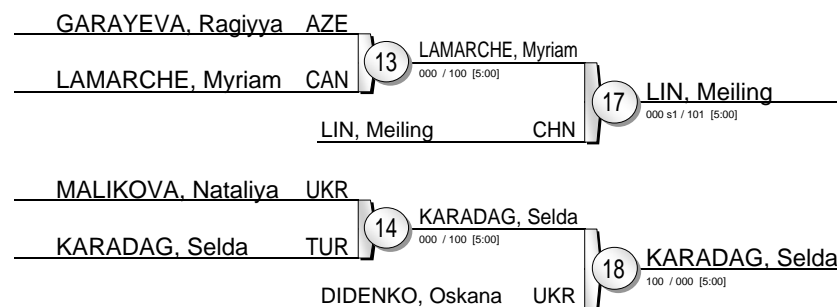 GARAYEVA, Ragiyya AZE
13
LAMARCHE, Myriam
000 / 100 [5:00]
LAMARCHE, Myriam CAN
17
LIN, Meiling
000 s1 / 101 [5:00]
LIN, Meiling CHN
MALIKOVA, Nataliya UKR
14
KARADAG, Selda
000 / 100 [5:00]
KARADAG, Selda TUR
18
KARADAG, Selda
100 / 000 [5:00]
DIDENKO, Oskana UKR